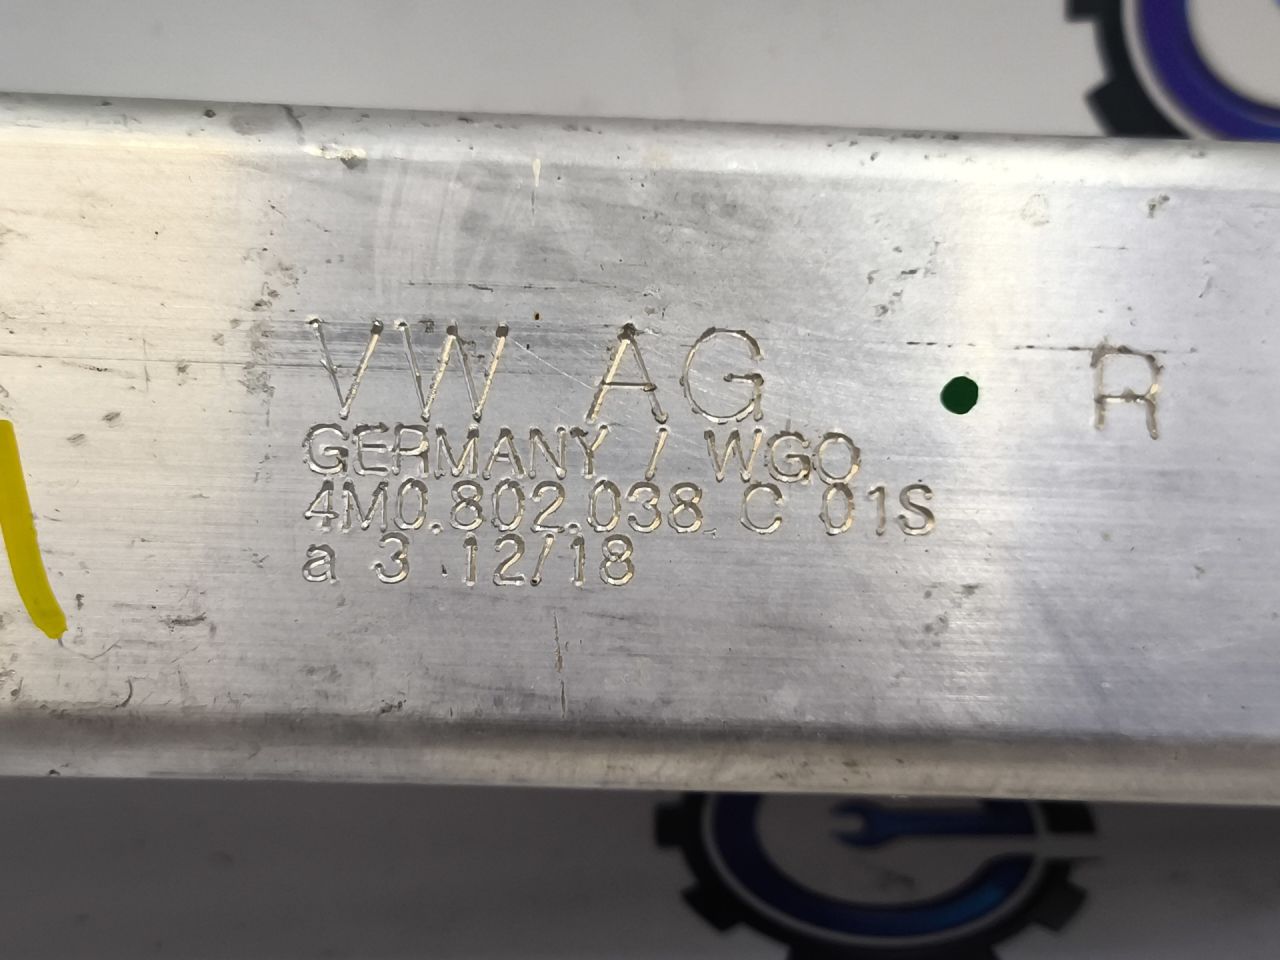 VW AG R
GERMANY / WGO
4M0.802.038 C 01S
a 3 12/18